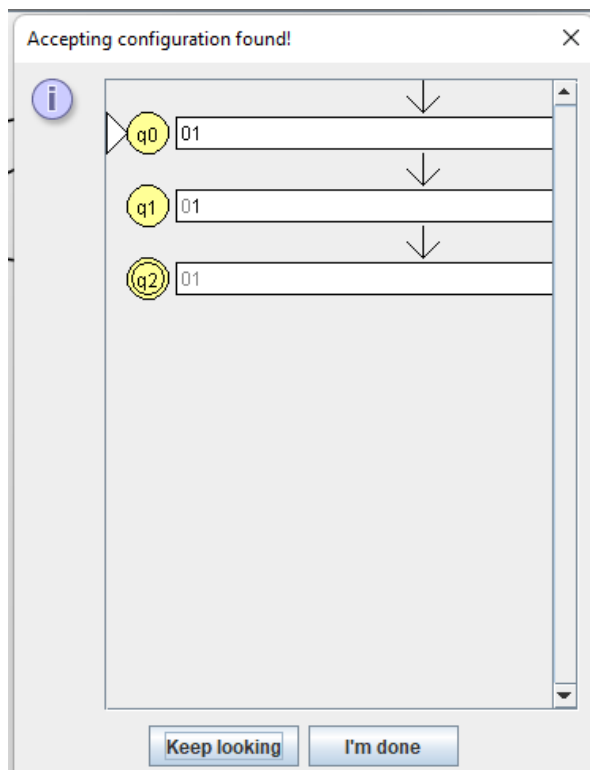 Accepting configuration found!
i
q0 01
q1 01
q2 01
Keep looking I'm done